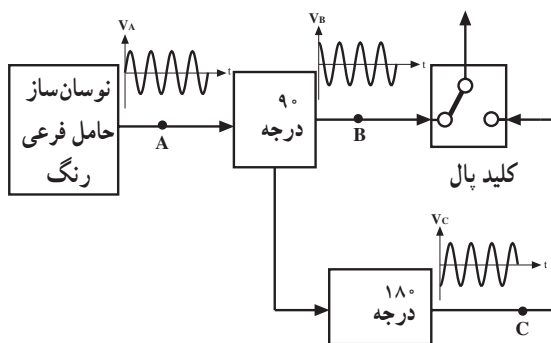 نوسان‌ساز
حامل فرعی
رنگ
V_A
t
A
۹۰
درجه
V_B
t
B
کلید پال
۱۸۰
درجه
V_C
t
C